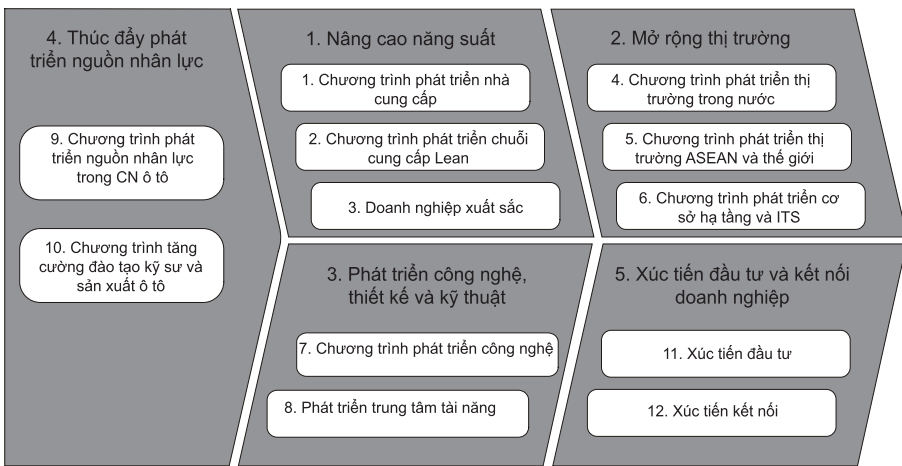 4. Thúc đẩy phát
triển nguồn nhân lực
9. Chương trình phát
triển nguồn nhân lực
trong CN ô tô
10. Chương trình tăng
cường đào tạo kỹ sư và
sản xuất ô tô
1. Nâng cao năng suất
1. Chương trình phát triển nhà
cung cấp
2. Chương trình phát triển chuỗi
cung cấp Lean
3. Doanh nghiệp xuất sắc
2. Mở rộng thị trường
4. Chương trình phát triển thị
trường trong nước
5. Chương trình phát triển thị
trường ASEAN và thế giới
6. Chương trình phát triển cơ
sở hạ tầng và ITS
3. Phát triển công nghệ,
thiết kế và kỹ thuật
7. Chương trình phát triển công nghệ
8. Phát triển trung tâm tài năng
5. Xúc tiến đầu tư và kết nối
doanh nghiệp
11. Xúc tiến đầu tư
12. Xúc tiến kết nối